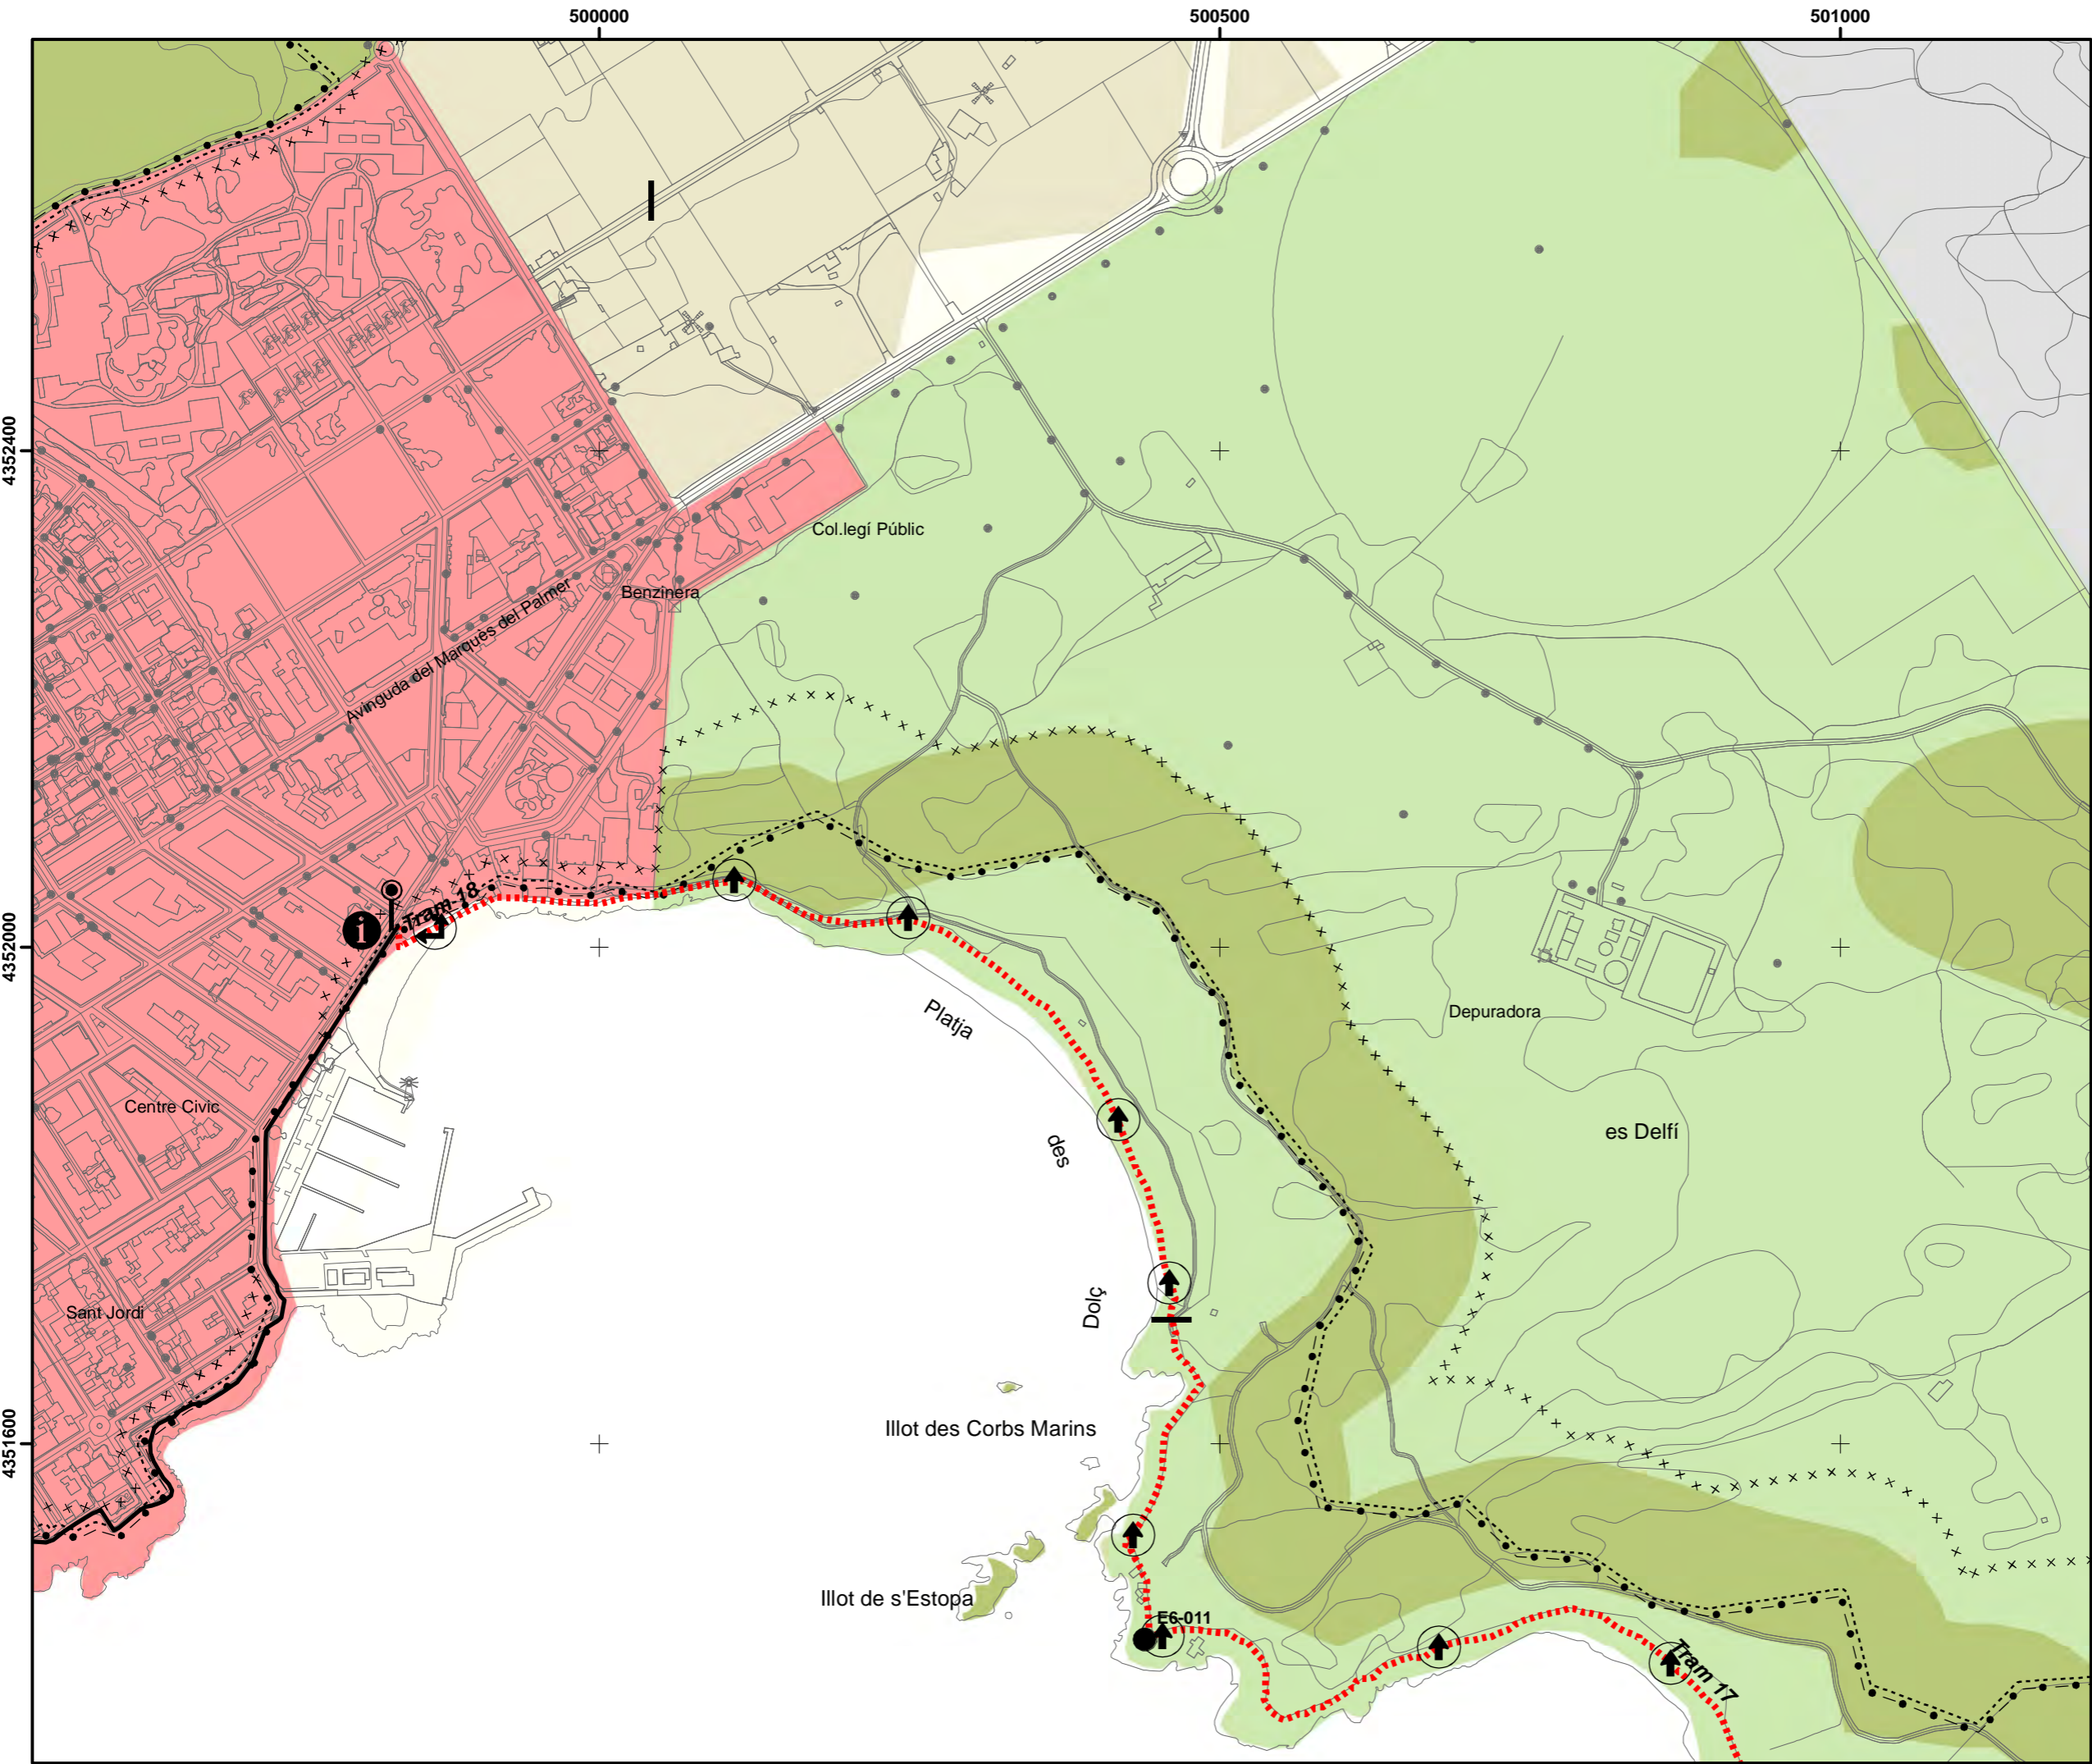 500000
500500
501000
4352400
Col.legí Públic
Benzinera
Avinguda del Marquès del Palmer
Tram-18
i
4352000
Platja
des
Dolç
Depuradora
Centre Civic
es Delfí
Sant Jordi
Illot des Corbs Marins
4351600
Illot de s'Estopa
E6-011
Tram 17